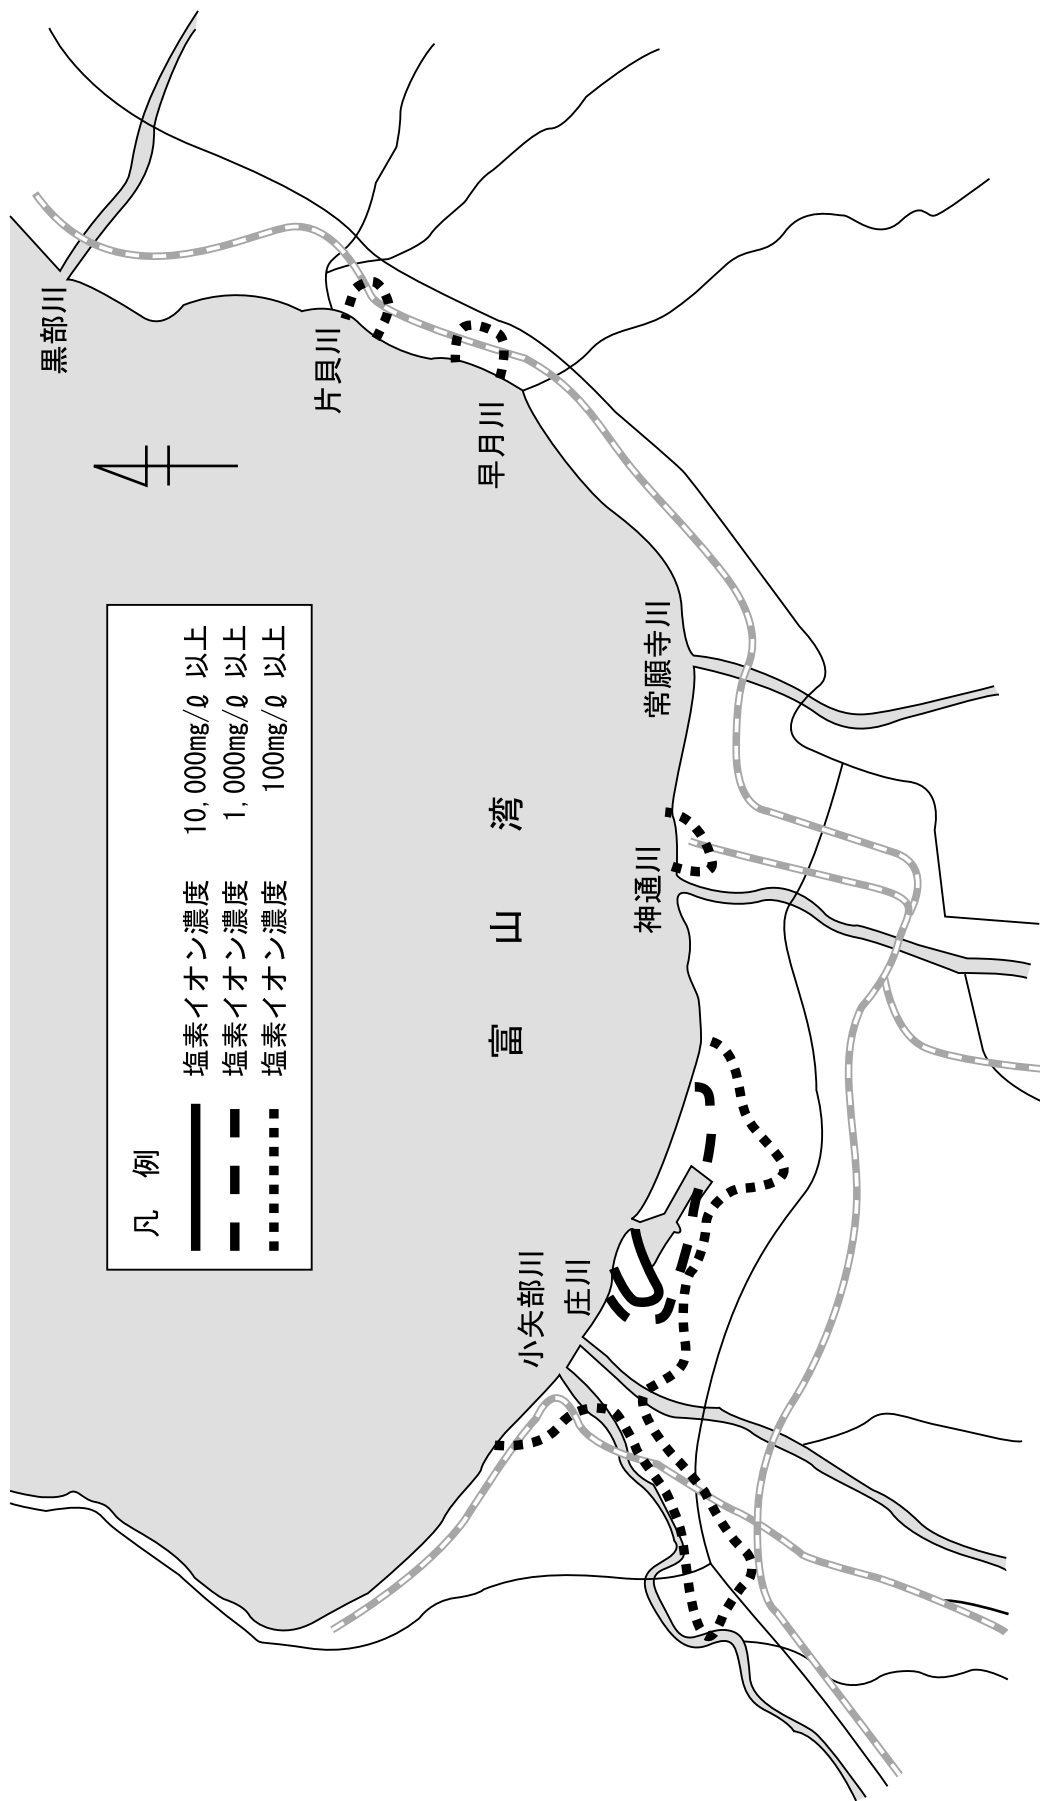 凡 例
塩素イオン濃度 10,000mg/ℓ 以上
塩素イオン濃度 1,000mg/ℓ 以上
塩素イオン濃度 100mg/ℓ 以上
富 山 湾
小矢部川
庄川
神通川
常願寺川
早月川
片貝川
黒部川